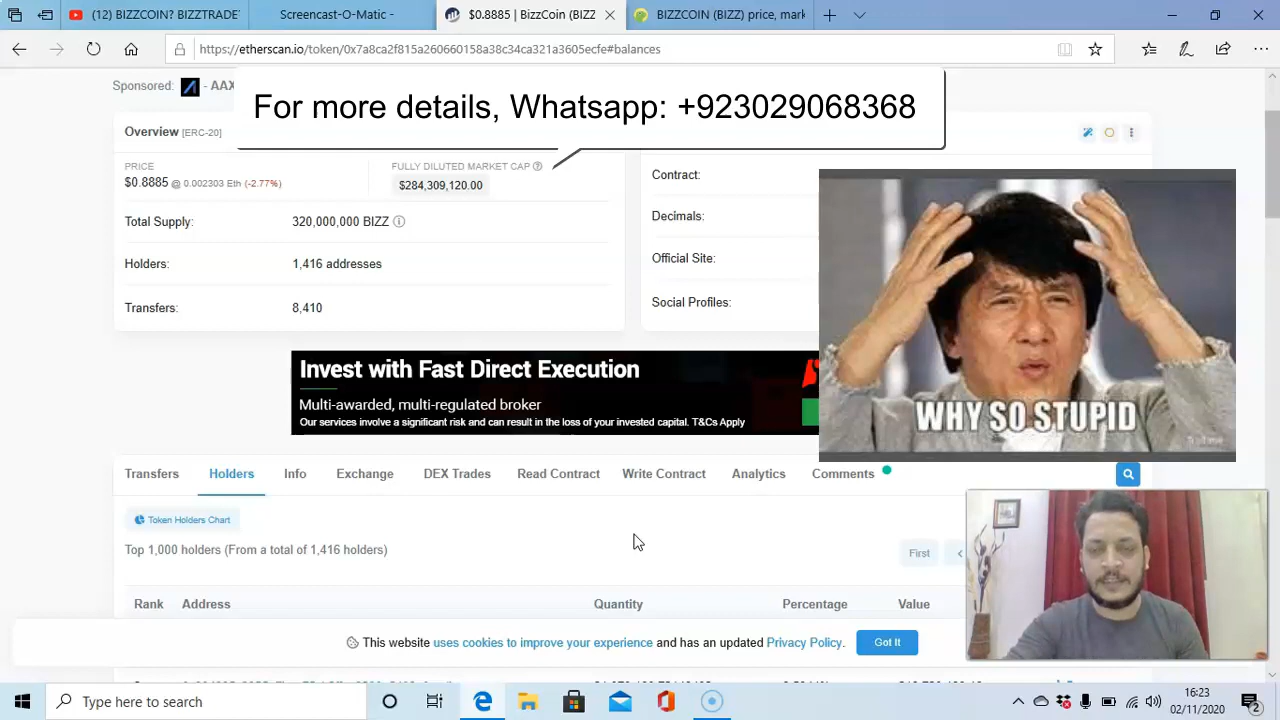 (12) BIZZCOIN? BIZZTRADE
Start your future - O-Matic
$0.8885 | BizzCoin (BIZZ
BIZZCOIN (BIZZ) price, mark
https://etherscan.io/token/0x7a8ca2f815a260660158a38c34ca321a3605ecfe#balances
Sponsored: - AAX
For more details, Whatsapp: +923029068368
Overview [ERC-20]
PRICE
$0.8885 @ 0.002303 Eth (-2.77%)
FULLY DILUTED MARKET CAP
$284,309,120.00
Total Supply: 320,000,000 BIZZ
Holders: 1,416 addresses
Transfers: 8,410
Contract:
Decimals:
Official Site:
Social Profiles:
WHY SO STUPID
Invest with Fast Direct Execution
Multi-awarded, multi-regulated broker
Our services involve a significant risk and can result in the loss of your invested capital. T&Cs Apply
Transfers Holders Info Exchange DEX Trades Read Contract Write Contract Analytics Comments
Token Holders Chart
Top 1,000 holders (From a total of 1,416 holders)
First
Rank Address Quantity Percentage Value
This website uses cookies to improve your experience and has an updated Privacy Policy.
Got It
Type here to search
16:23
02/11/2020
2